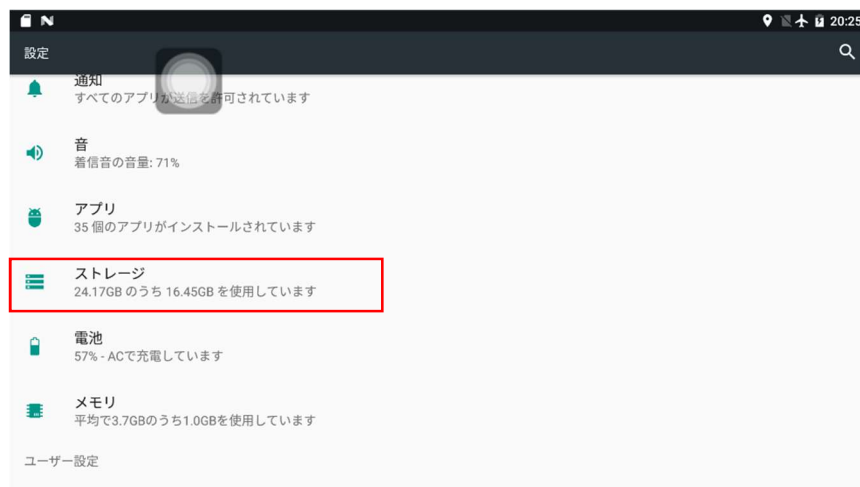 20:25
設定
通知
すべてのアプリが送信を許可されています
音
着信音の音量: 71%
アプリ
35 個のアプリがインストールされています
ストレージ
24.17GB のうち 16.45GB を使用しています
電池
57% - ACで充電しています
メモリ
平均で3.7GBのうち1.0GBを使用しています
ユーザー設定